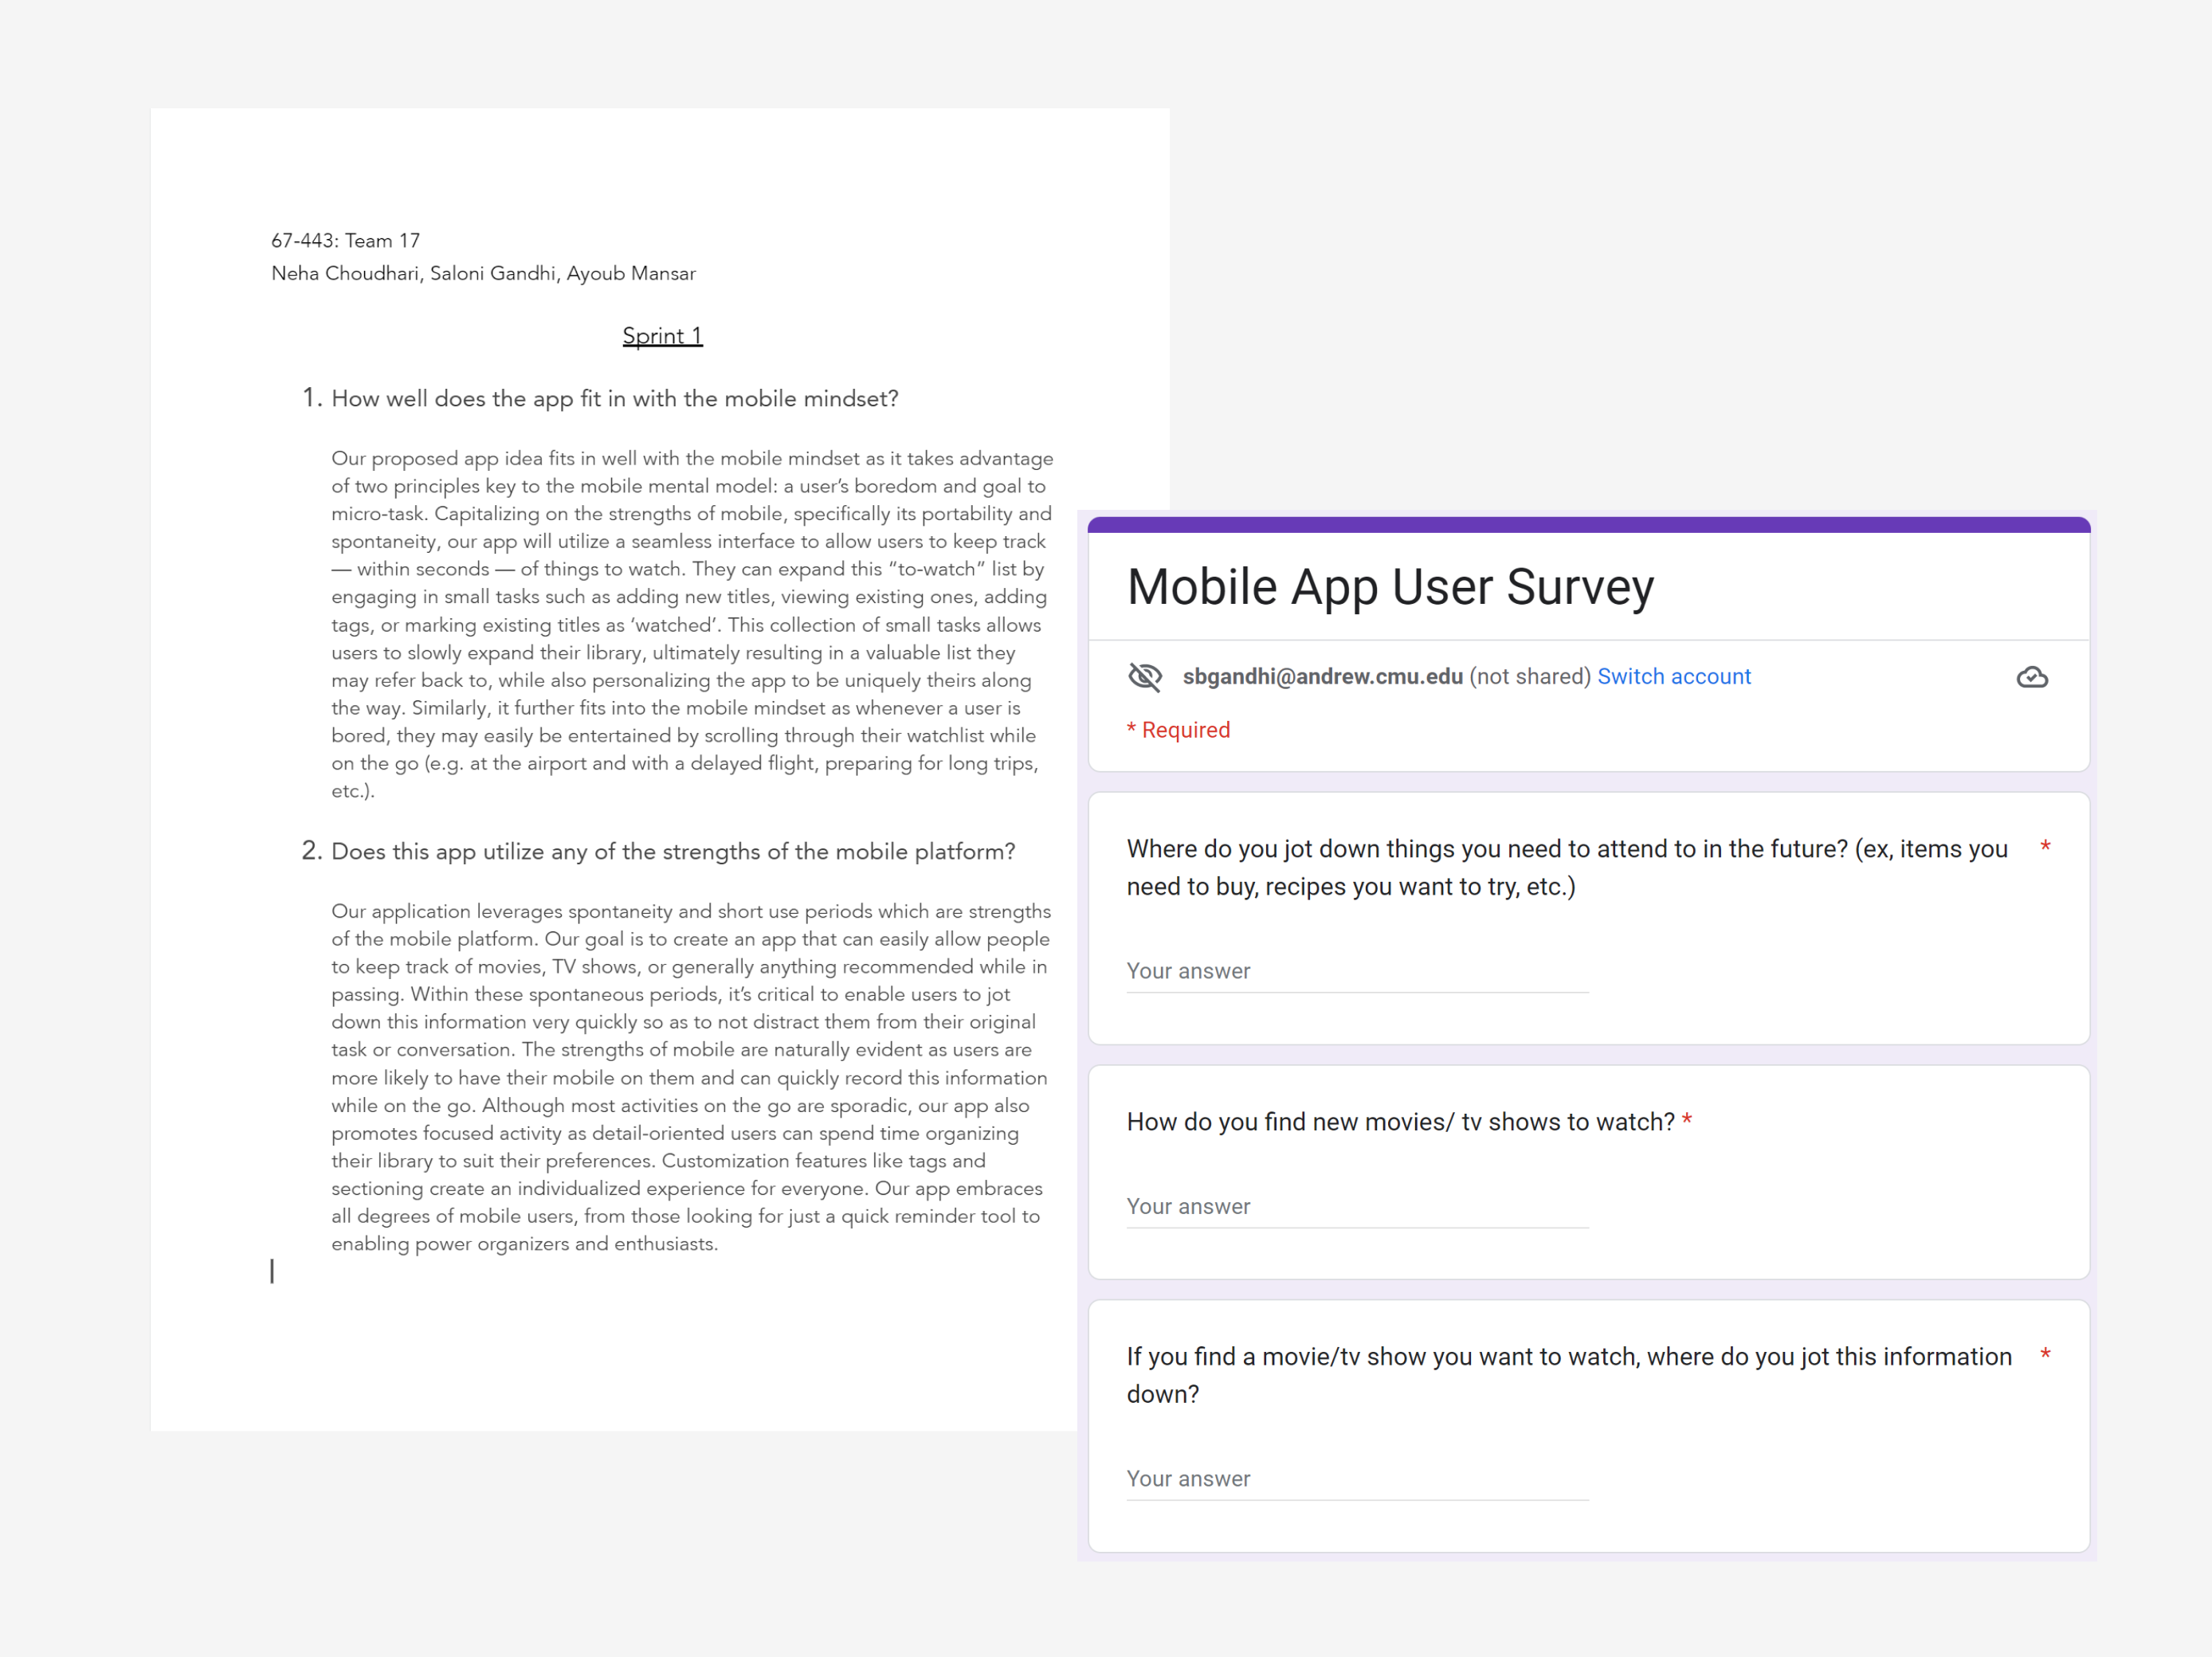 67-443: Team 17
Neha Choudhari, Saloni Gandhi, Ayoub Mansar
Sprint 1
1. How well does the app fit in with the mobile mindset?
Our proposed app idea fits in well with the mobile mindset as it takes advantage
of two principles key to the mobile mental model: a user’s boredom and goal to
micro-task. Capitalizing on the strengths of mobile, specifically its portability and
spontaneity, our app will utilize a seamless interface to allow users to keep track
— within seconds — of things to watch. They can expand this “to-watch” list by
engaging in small tasks such as adding new titles, viewing existing ones, adding
tags, or marking existing titles as ‘watched’. This collection of small tasks allows
users to slowly expand their library, ultimately resulting in a valuable list they
may refer back to, while also personalizing the app to be uniquely theirs along
the way. Similarly, it further fits into the mobile mindset as whenever a user is
bored, they may easily be entertained by scrolling through their watchlist while
on the go (e.g. at the airport and with a delayed flight, preparing for long trips,
etc.).
2. Does this app utilize any of the strengths of the mobile platform?
Our application leverages spontaneity and short use periods which are strengths
of the mobile platform. Our goal is to create an app that can easily allow people
to keep track of movies, TV shows, or generally anything recommended while in
passing. Within these spontaneous periods, it’s critical to enable users to jot
down this information very quickly so as to not distract them from their original
task or conversation. The strengths of mobile are naturally evident as users are
more likely to have their mobile on them and can quickly record this information
while on the go. Although most activities on the go are sporadic, our app also
promotes focused activity as detail-oriented users can spend time organizing
their library to suit their preferences. Customization features like tags and
sectioning create an individualized experience for everyone. Our app embraces
all degrees of mobile users, from those looking for just a quick reminder tool to
enabling power organizers and enthusiasts.
Mobile App User Survey
sbgandhi@andrew.cmu.edu (not shared) Switch account
* Required
Where do you jot down things you need to attend to in the future? (ex, items you *
need to buy, recipes you want to try, etc.)
Your answer
How do you find new movies/ tv shows to watch? *
Your answer
If you find a movie/tv show you want to watch, where do you jot this information *
down?
Your answer